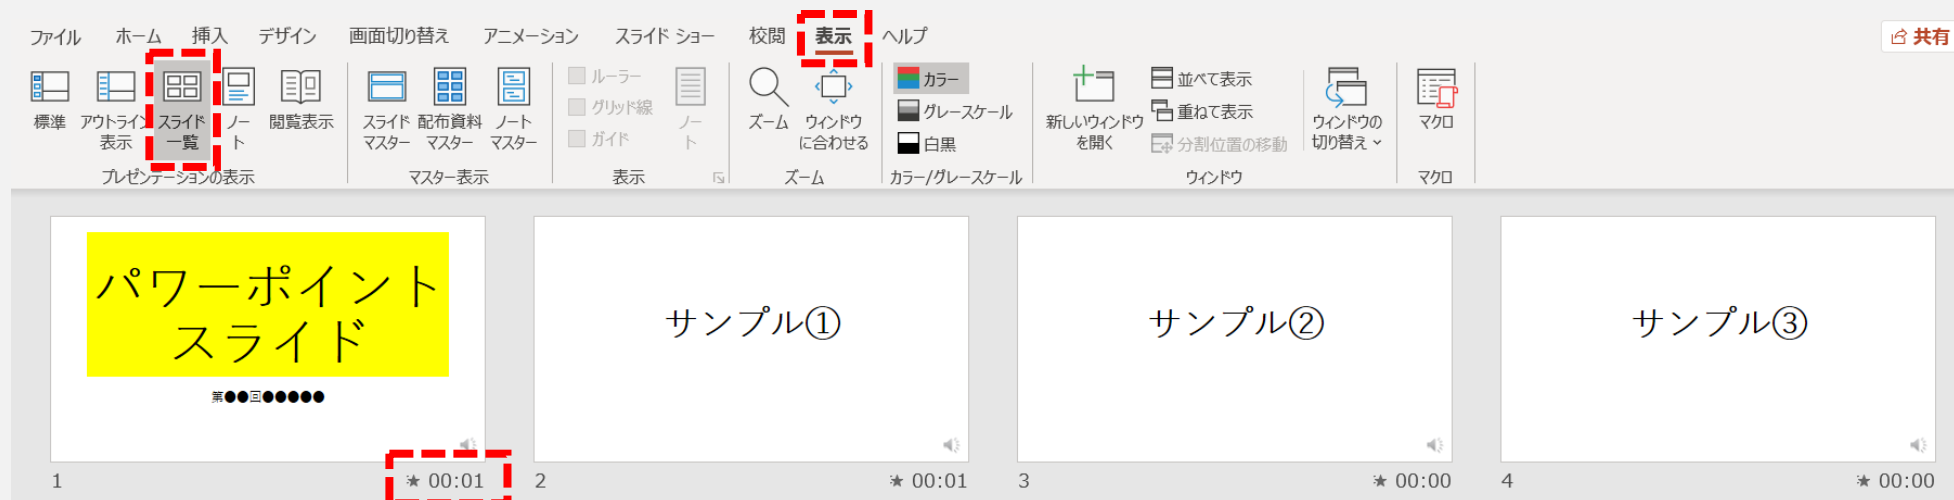 ファイル ホーム 挿入 デザイン 画面切り替え アニメーション スライド ショー 校閲 表示 ヘルプ 共有
標準
アウトライン
表示
スライド
一覧
ノー
ト
閲覧表示
プレゼンテーションの表示
スライド
マスター
配布資料
マスター
ノート
マスター
マスター表示
ルーラー
グリッド線
ガイド
ノー
ト
表示
ズーム
ウィンドウ
に合わせる
ズーム
カラー
グレースケール
白黒
カラー/グレースケール
新しいウィンドウ
を開く
並べて表示
重ねて表示
分割位置の移動
ウィンドウの
切り替え
ウィンドウ
マクロ
マクロ
パワーポイント
スライド
第●●回●●●●●
1 00:01
サンプル①
2 00:01
サンプル②
3 00:00
サンプル③
4 00:00